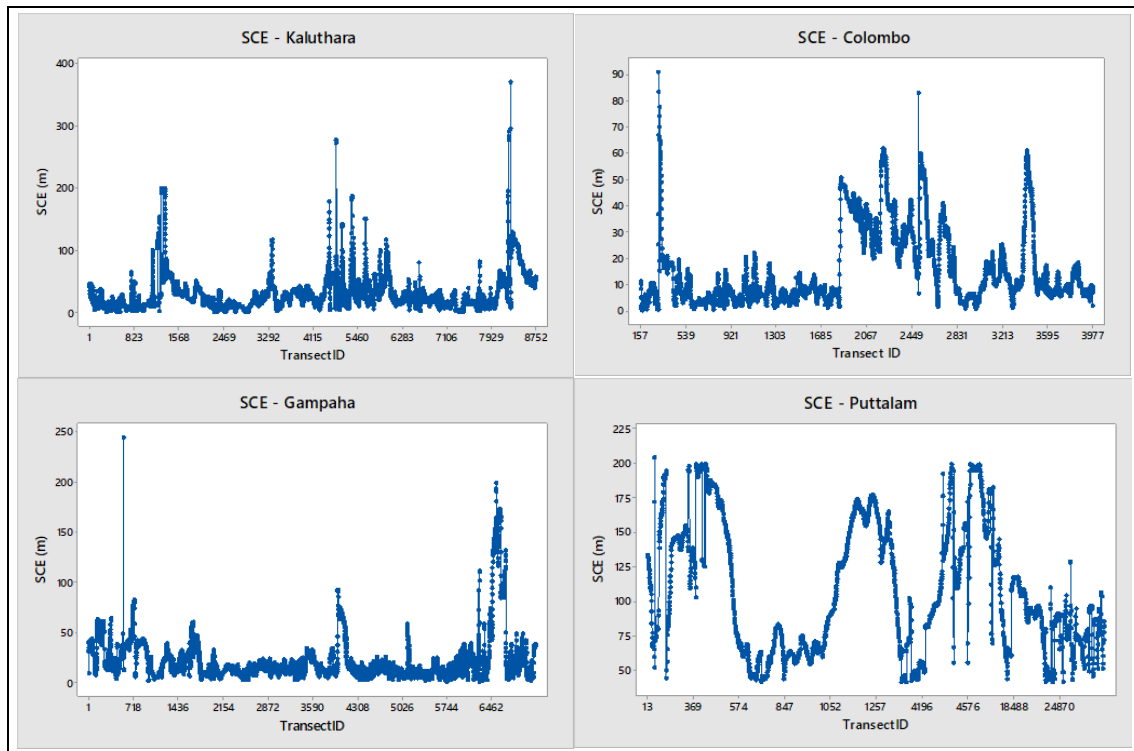 SCE - Kaluthara
400
300
200
100
0
SCE (m)
1 823 1568 2469 3292 4115 5460 6283 7106 7929 8752
TransectID
SCE - Colombo
90
80
70
60
50
40
30
20
10
0
SCE (m)
157 539 921 1303 1685 2067 2449 2831 3213 3595 3977
Transect ID
SCE - Gampaha
250
200
150
100
50
0
SCE (m)
1 718 1436 2154 2872 3590 4308 5026 5744 6462
TransectID
SCE - Puttalam
225
200
175
150
125
100
75
50
SCE (m)
13 369 574 847 1052 1257 4196 4576 18488 24870
TransectID